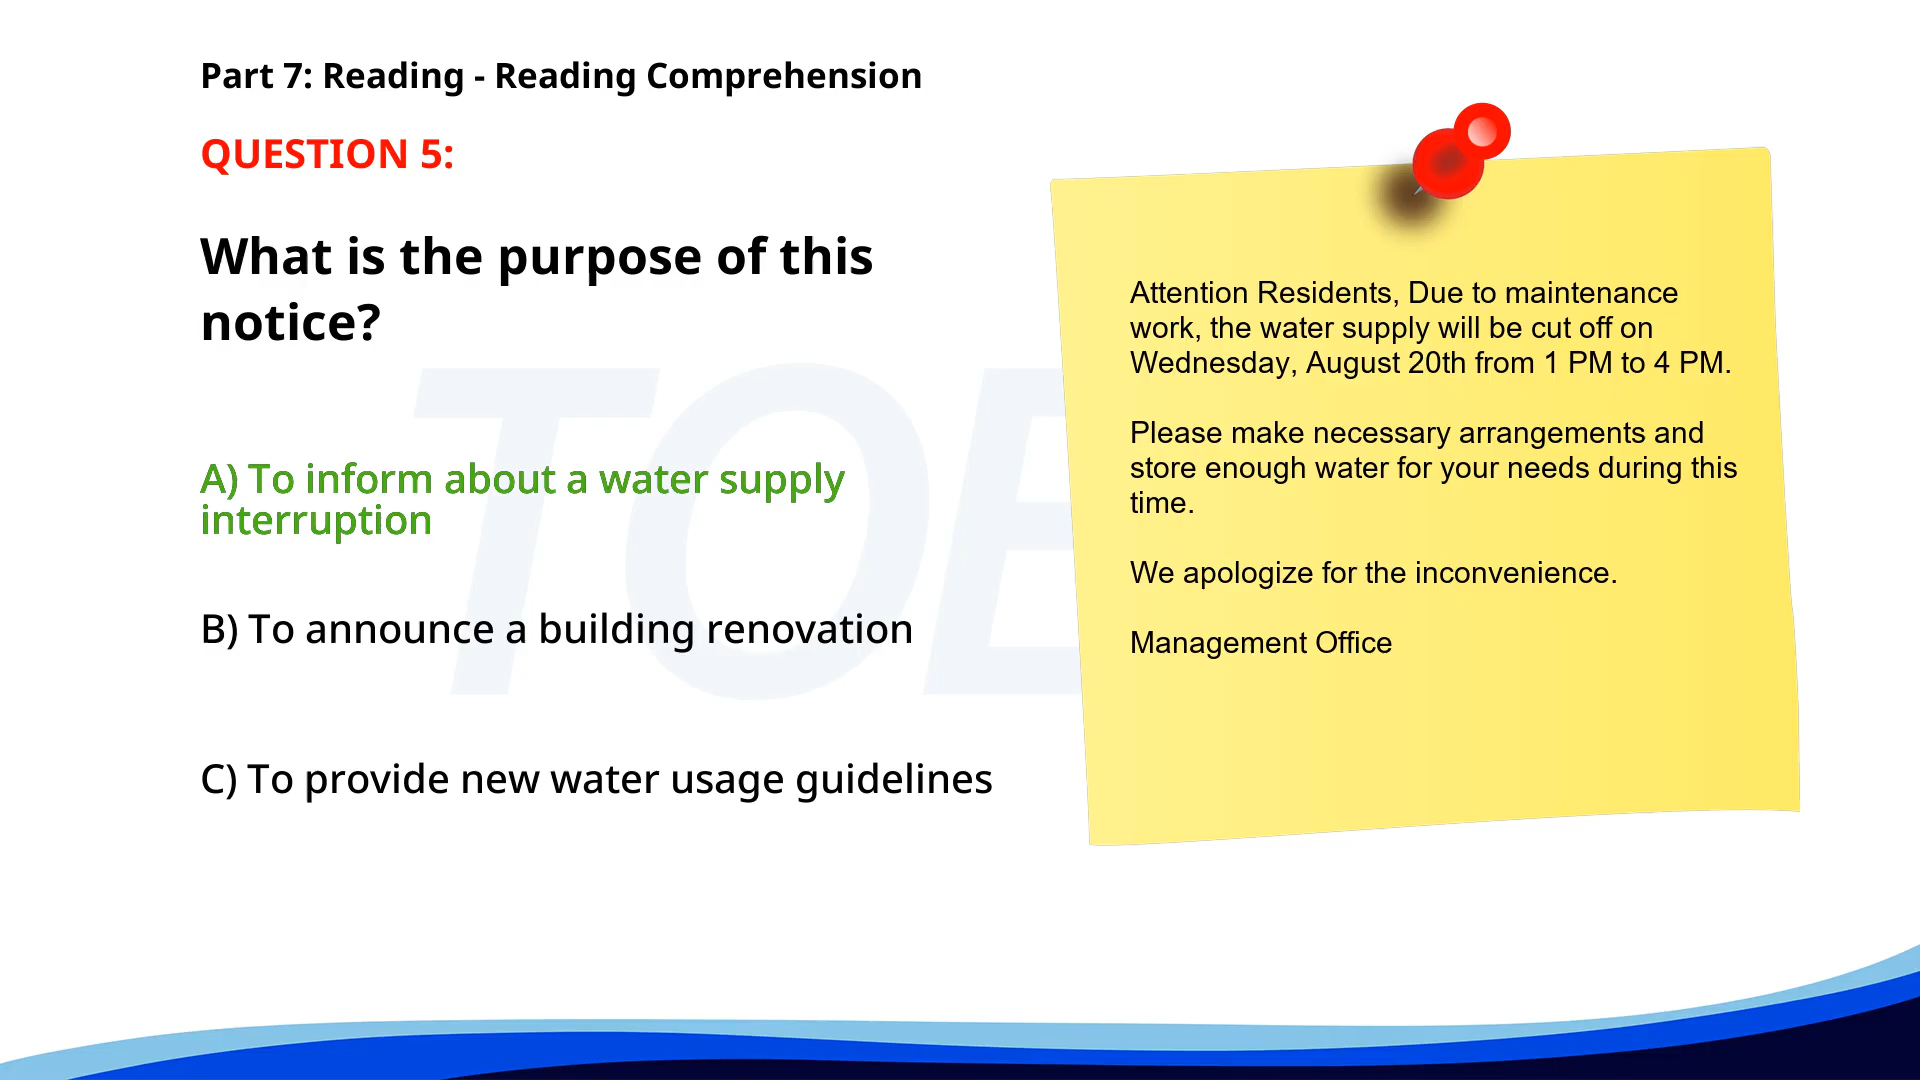 Part 7: Reading - Reading Comprehension
QUESTION 5:
What is the purpose of this
notice?
A) To inform about a water supply
interruption
B) To announce a building renovation
C) To provide new water usage guidelines
Attention Residents, Due to maintenance
work, the water supply will be cut off on
Wednesday, August 20th from 1 PM to 4 PM.
Please make necessary arrangements and
store enough water for your needs during this
time.
We apologize for the inconvenience.
Management Office
TOE